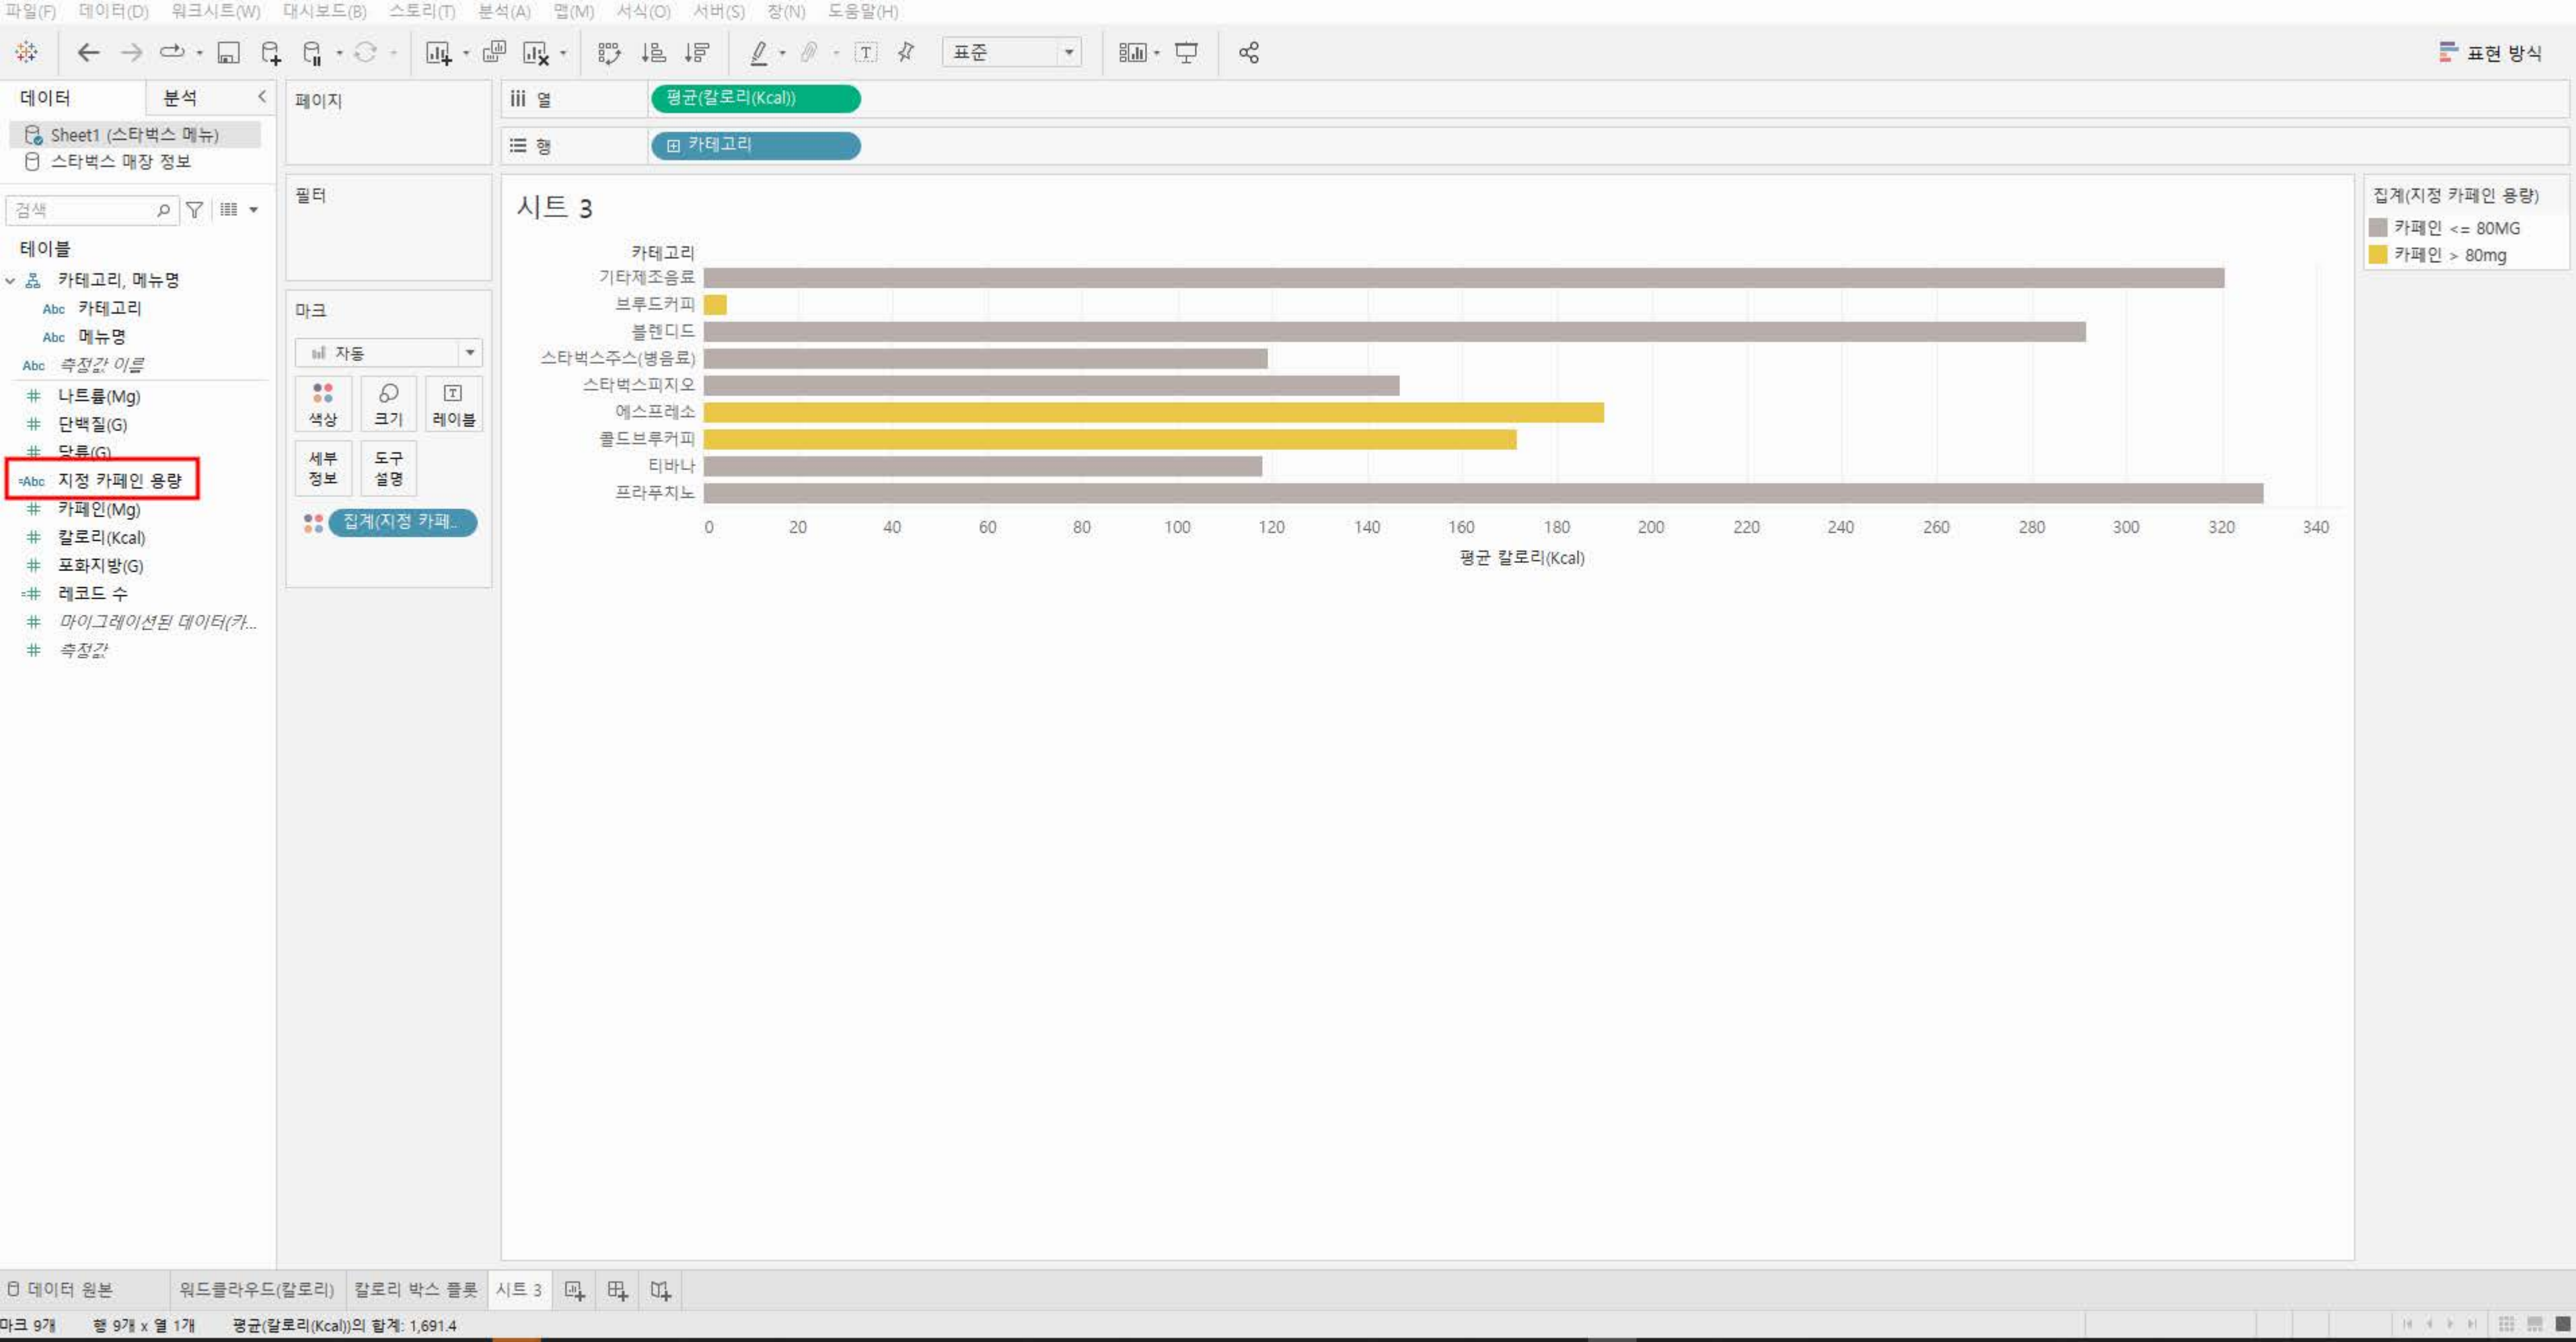 파일(F) 데이터(D) 워크시트(W) 대시보드(B) 스토리(T) 분석(A) 맵(M) 서식(O) 서버(S) 창(N) 도움말(H)
표준
표현 방식
데이터 분석
Sheet1 (스타벅스 메뉴)
스타벅스 매장 정보
검색
테이블
카테고리, 메뉴명
Abc 카테고리
Abc 메뉴명
Abc 측정값 이름
# 나트륨(Mg)
# 단백질(G)
# 당류(G)
=Abc 지정 카페인 용량
# 카페인(Mg)
# 칼로리(Kcal)
# 포화지방(G)
=# 레코드 수
# 마이그레이션된 데이터(카...
# 측정값
페이지
필터
마크
자동
색상 크기 레이블
세부 정보
도구 설명
집계(지정 카페..
열 평균(칼로리(Kcal))
행 카테고리
시트 3
카테고리
기타제조음료
브루드커피
블렌디드
스타벅스주스(병음료)
스타벅스피지오
에스프레소
콜드브루커피
티바나
프라푸치노
0 20 40 60 80 100 120 140 160 180 200 220 240 260 280 300 320 340
평균 칼로리(Kcal)
집계(지정 카페인 용량)
카페인 <= 80MG
카페인 > 80mg
데이터 원본 워드클라우드(칼로리) 칼로리 박스 플롯 시트 3
마크 9개 행 9개 x 열 1개 평균(칼로리(Kcal))의 합계: 1,691.4